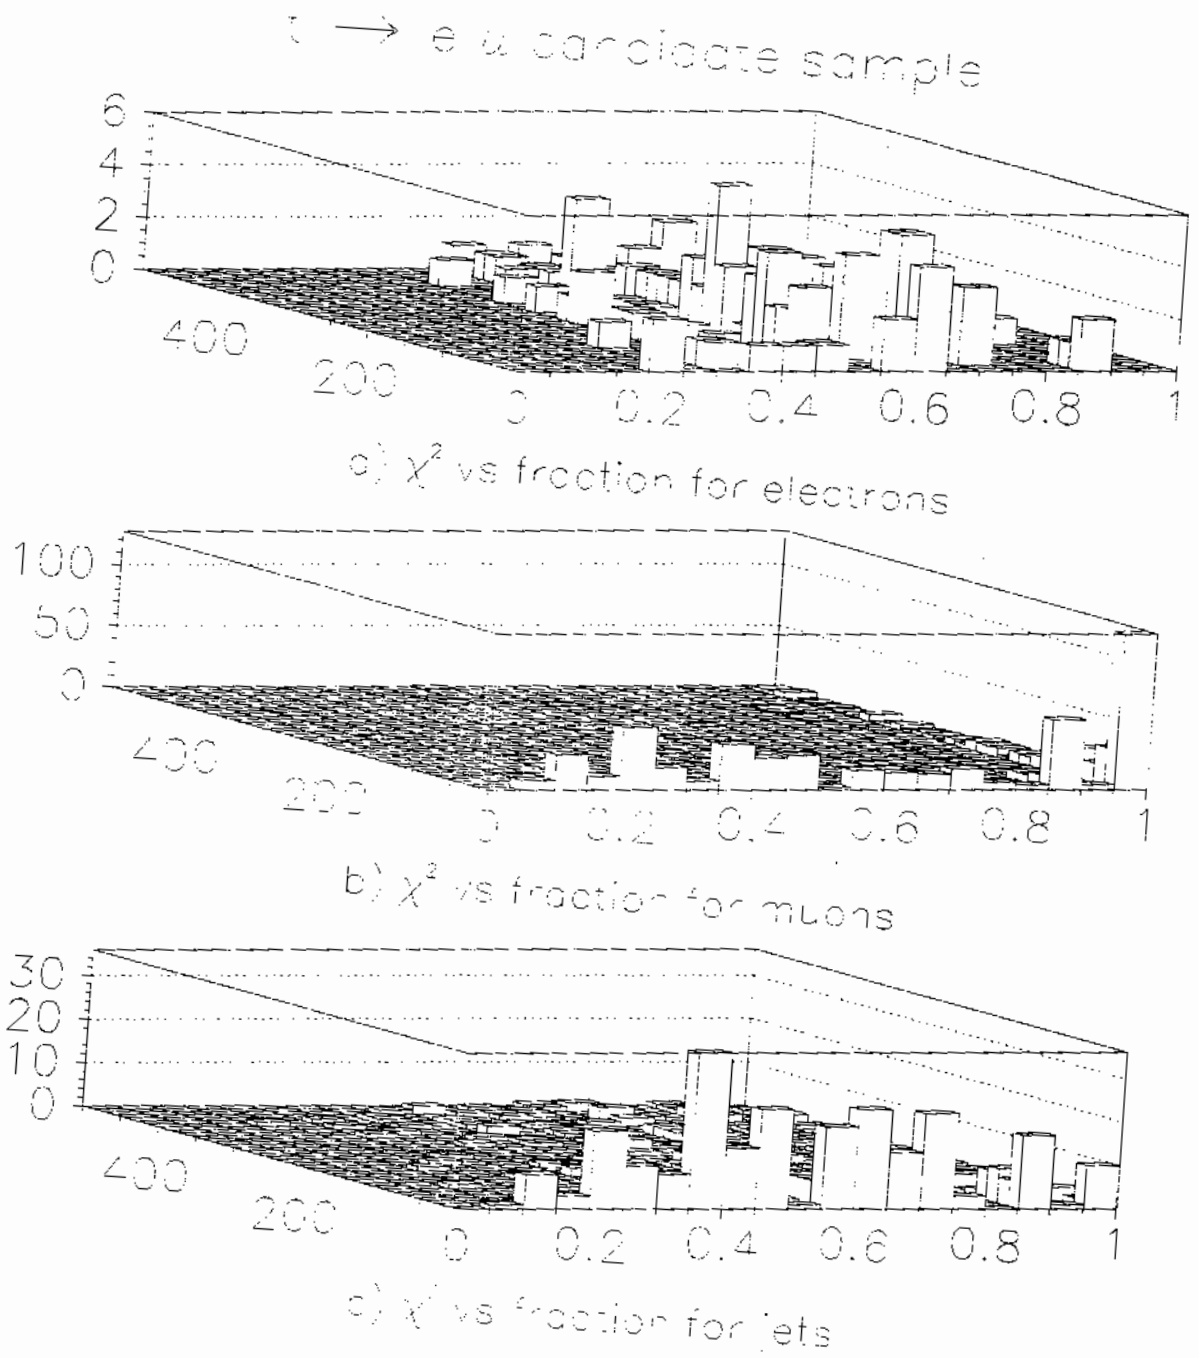 t → e μ candidate sample
6
4
2
0
400
200
0 0.2 0.4 0.6 0.8 1
a) χ² vs fraction for electrons
100
50
0
400
200
0 0.2 0.4 0.6 0.8 1
b) χ² vs fraction for muons
30
20
10
0
400
200
0 0.2 0.4 0.6 0.8 1
c) χ² vs fraction for jets